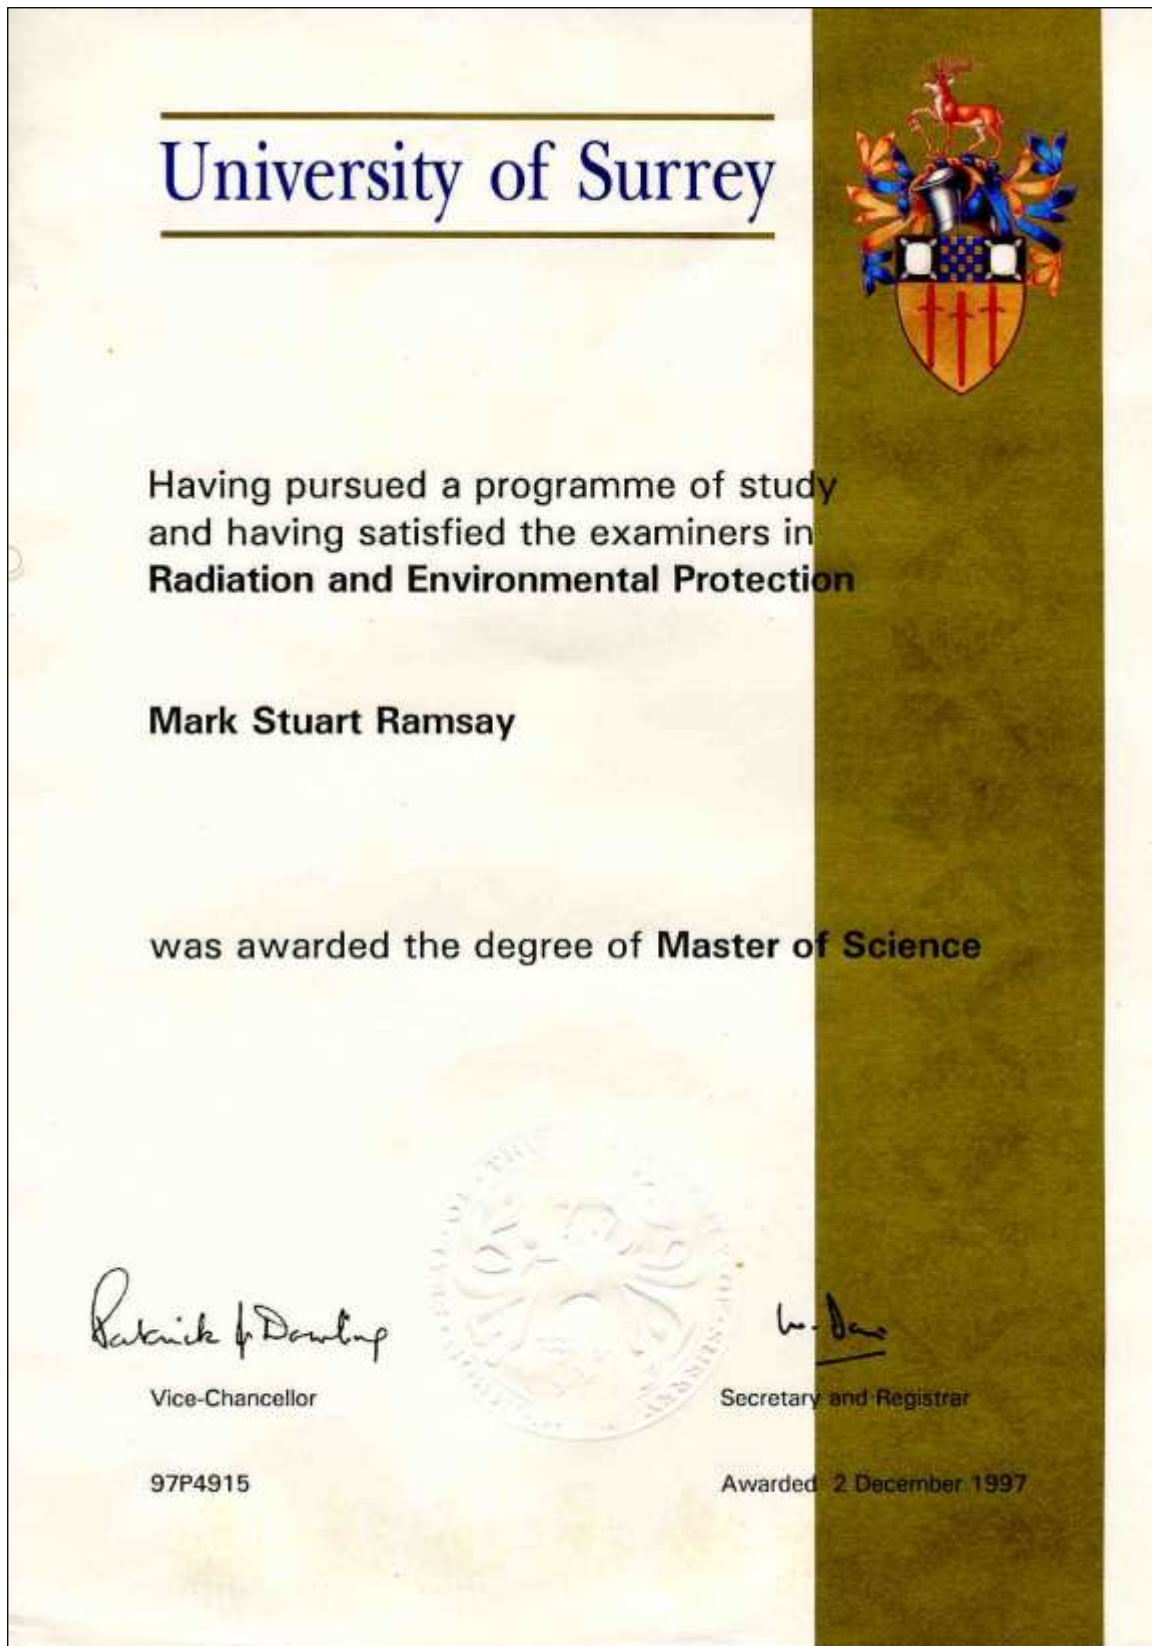 University of Surrey
Having pursued a programme of study
and having satisfied the examiners in
Radiation and Environmental Protection
Mark Stuart Ramsay
was awarded the degree of Master of Science
Patrick J. Dowling
Vice-Chancellor
Secretary and Registrar
97P4915
Awarded 2 December 1997